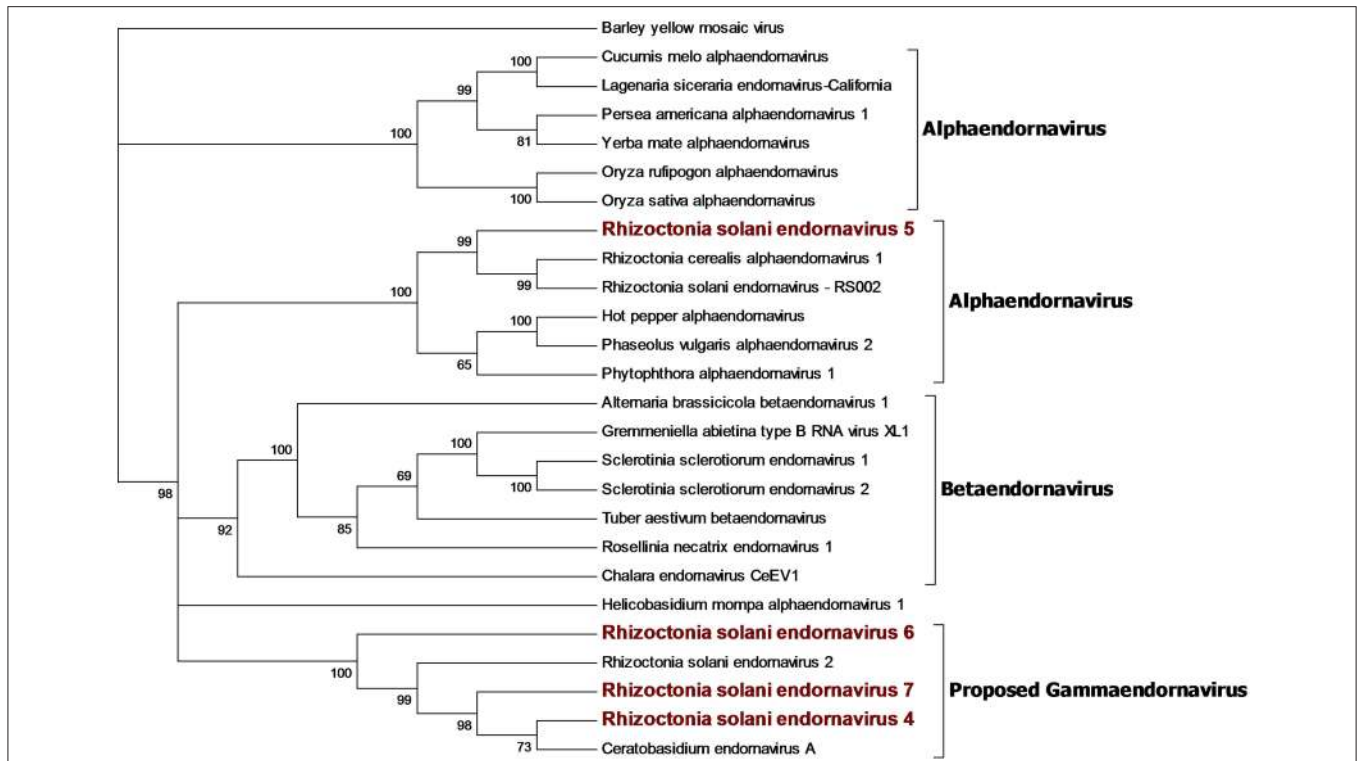 Barley yellow mosaic virus
Cucumis melo alphaendornavirus
100
Lagenaria siceraria endornavirus-California
99
Persea americana alphaendornavirus 1
Alphaendornavirus
100
81
Yerba mate alphaendornavirus
Oryza rufipogon alphaendornavirus
100
Oryza sativa alphaendornavirus
Rhizoctonia solani endornavirus 5
99
Rhizoctonia cerealis alphaendornavirus 1
99
Rhizoctonia solani endornavirus - RS002
100
Alphaendornavirus
Hot pepper alphaendornavirus
100
Phaseolus vulgaris alphaendornavirus 2
65
Phytophthora alphaendornavirus 1
Alternaria brassicicola betaendornavirus 1
100
Gremmeniella abietina type B RNA virus XL1
100
Sclerotinia sclerotiorum endornavirus 1
69
100
Sclerotinia sclerotiorum endornavirus 2
Betaendornavirus
98
92
85
Tuber aestivum betaendornavirus
Rosellinia necatrix endornavirus 1
Chalara endornavirus CeEV1
Helicobasidium mompa alphaendornavirus 1
Rhizoctonia solani endornavirus 6
100
Rhizoctonia solani endornavirus 2
99
Rhizoctonia solani endornavirus 7
Proposed Gammaendornavirus
98
Rhizoctonia solani endornavirus 4
73
Ceratobasidium endornavirus A